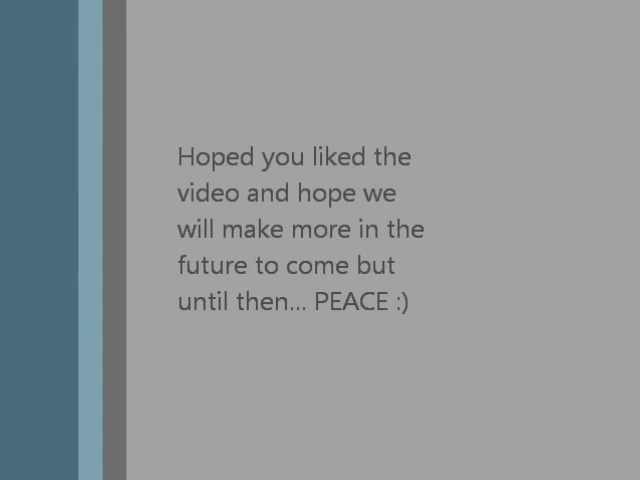 Hoped you liked the
video and hope we
will make more in the
future to come but
until then... PEACE :)